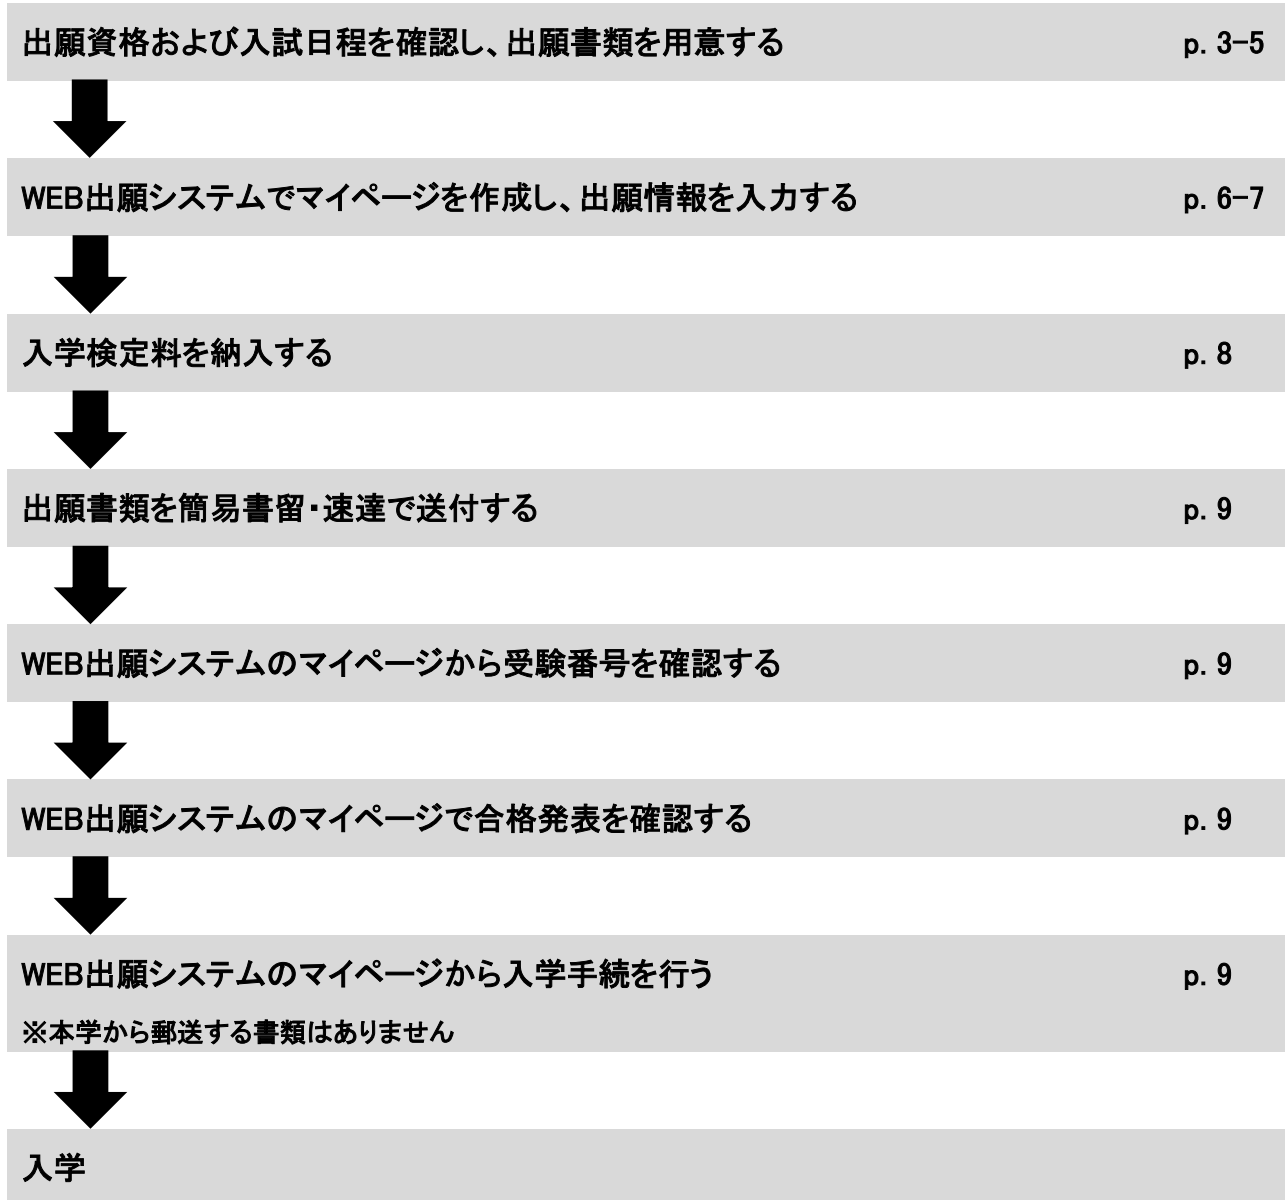 出願資格および入試日程を確認し、出願書類を用意する p. 3-5
WEB出願システムでマイページを作成し、出願情報を入力する p. 6-7
入学検定料を納入する p. 8
出願書類を簡易書留・速達で送付する p. 9
WEB出願システムのマイページから受験番号を確認する p. 9
WEB出願システムのマイページで合格発表を確認する p. 9
WEB出願システムのマイページから入学手続を行う p. 9
※本学から郵送する書類はありません
入学